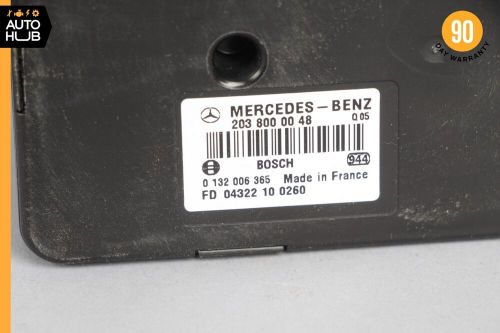 AUTO
HUB
90
DAY WARRANTY
MERCEDES-BENZ
203 800 00 48 Q05
BOSCH 944
0 132 006 365 Made in France
FD 04322 10 0260